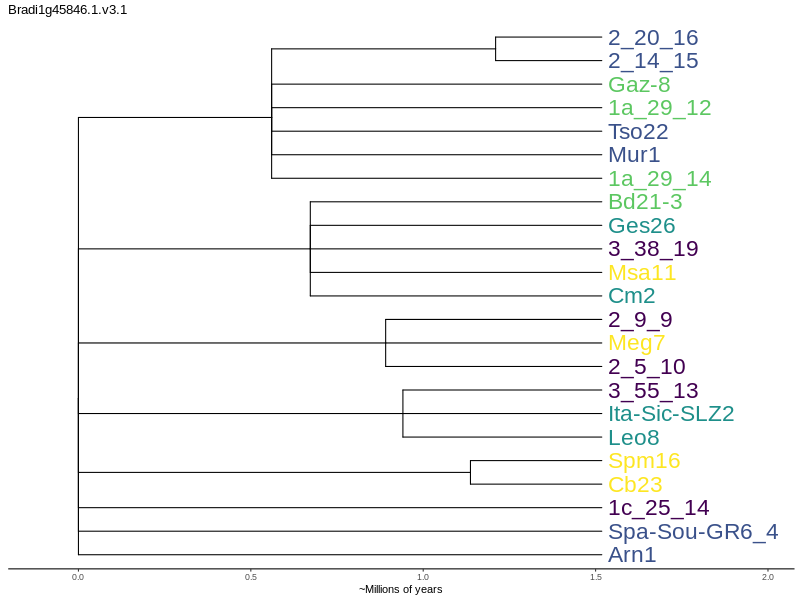 Bradi1g45846.1.v3.1
2_20_16
2_14_15
Gaz-8
1a_29_12
Tso22
Mur1
1a_29_14
Bd21-3
Ges26
3_38_19
Msa11
Cm2
2_9_9
Meg7
2_5_10
3_55_13
Ita-Sic-SLZ2
Leo8
Spm16
Cb23
1c_25_14
Spa-Sou-GR6_4
Arn1
0.0 0.5 1.0 1.5 2.0
~Millions of years